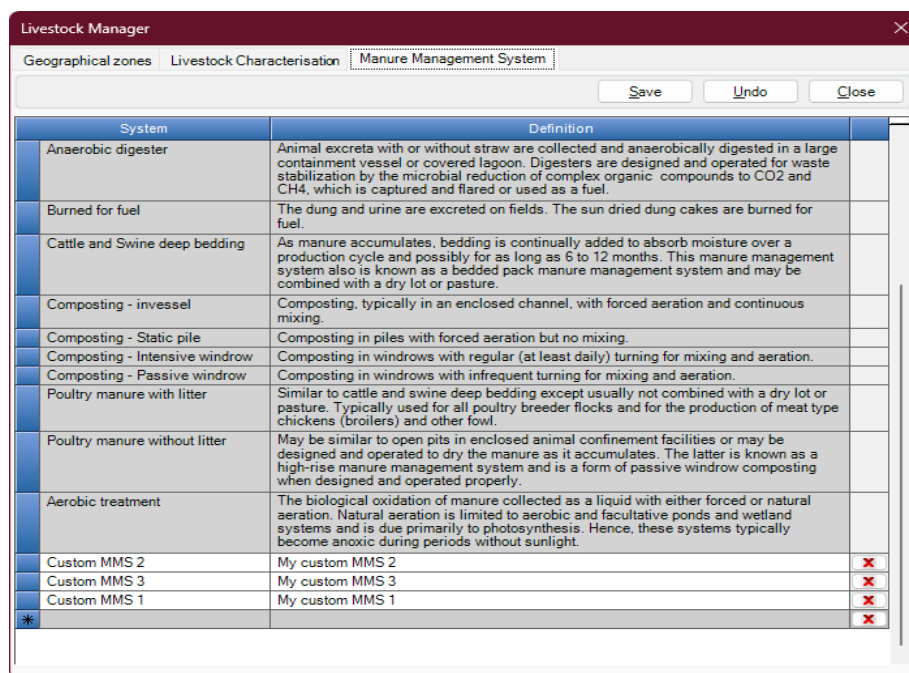 Livestock Manager
Geographical zones Livestock Characterisation Manure Management System
Save Undo Close
System Definition
Anaerobic digester Animal excreta with or without straw are collected and anaerobically digested in a large
containment vessel or covered lagoon. Digesters are designed and operated for waste
stabilization by the microbial reduction of complex organic compounds to CO2 and
CH4, which is captured and flared or used as a fuel.
Burned for fuel The dung and urine are excreted on fields. The sun dried dung cakes are burned for
fuel.
Cattle and Swine deep bedding As manure accumulates, bedding is continually added to absorb moisture over a
production cycle and possibly for as long as 6 to 12 months. This manure management
system also is known as a bedded pack manure management system and may be
combined with a dry lot or pasture.
Composting - invessel Composting, typically in an enclosed channel, with forced aeration and continuous
mixing.
Composting - Static pile Composting in piles with forced aeration but no mixing.
Composting - Intensive windrow Composting in windrows with regular (at least daily) turning for mixing and aeration.
Composting - Passive windrow Composting in windrows with infrequent turning for mixing and aeration.
Poultry manure with litter Similar to cattle and swine deep bedding except usually not combined with a dry lot or
pasture. Typically used for all poultry breeder flocks and for the production of meat type
chickens (broilers) and other fowl.
Poultry manure without litter May be similar to open pits in enclosed animal confinement facilities or may be
designed and operated to dry the manure as it accumulates. The latter is known as a
high-rise manure management system and is a form of passive windrow composting
when designed and operated properly.
Aerobic treatment The biological oxidation of manure collected as a liquid with either forced or natural
aeration. Natural aeration is limited to aerobic and facultative ponds and wetland
systems and is due primarily to photosynthesis. Hence, these systems typically
become anoxic during periods without sunlight.
Custom MMS 2 My custom MMS 2
Custom MMS 3 My custom MMS 3
Custom MMS 1 My custom MMS 1